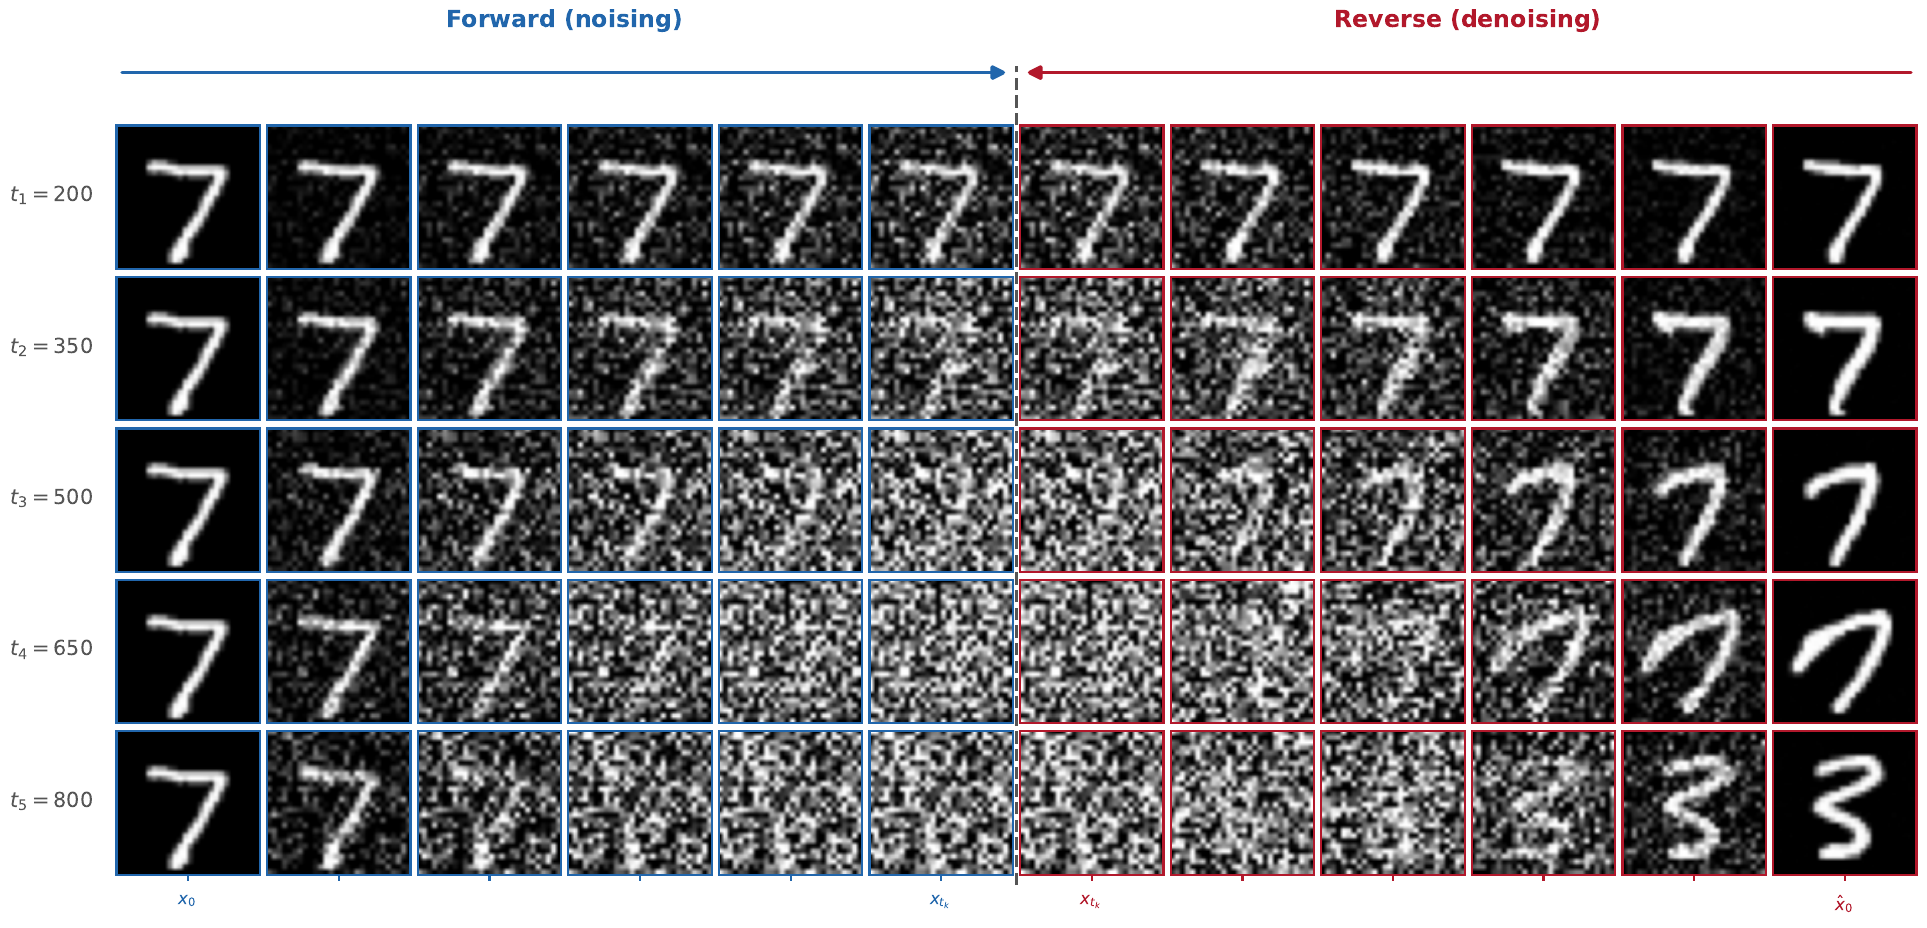 Forward (noising) Reverse (denoising)
t₁ = 200
t₂ = 350
t₃ = 500
t₄ = 650
t₅ = 800
x₀ x_{t_k} x_{t_k} x̂₀